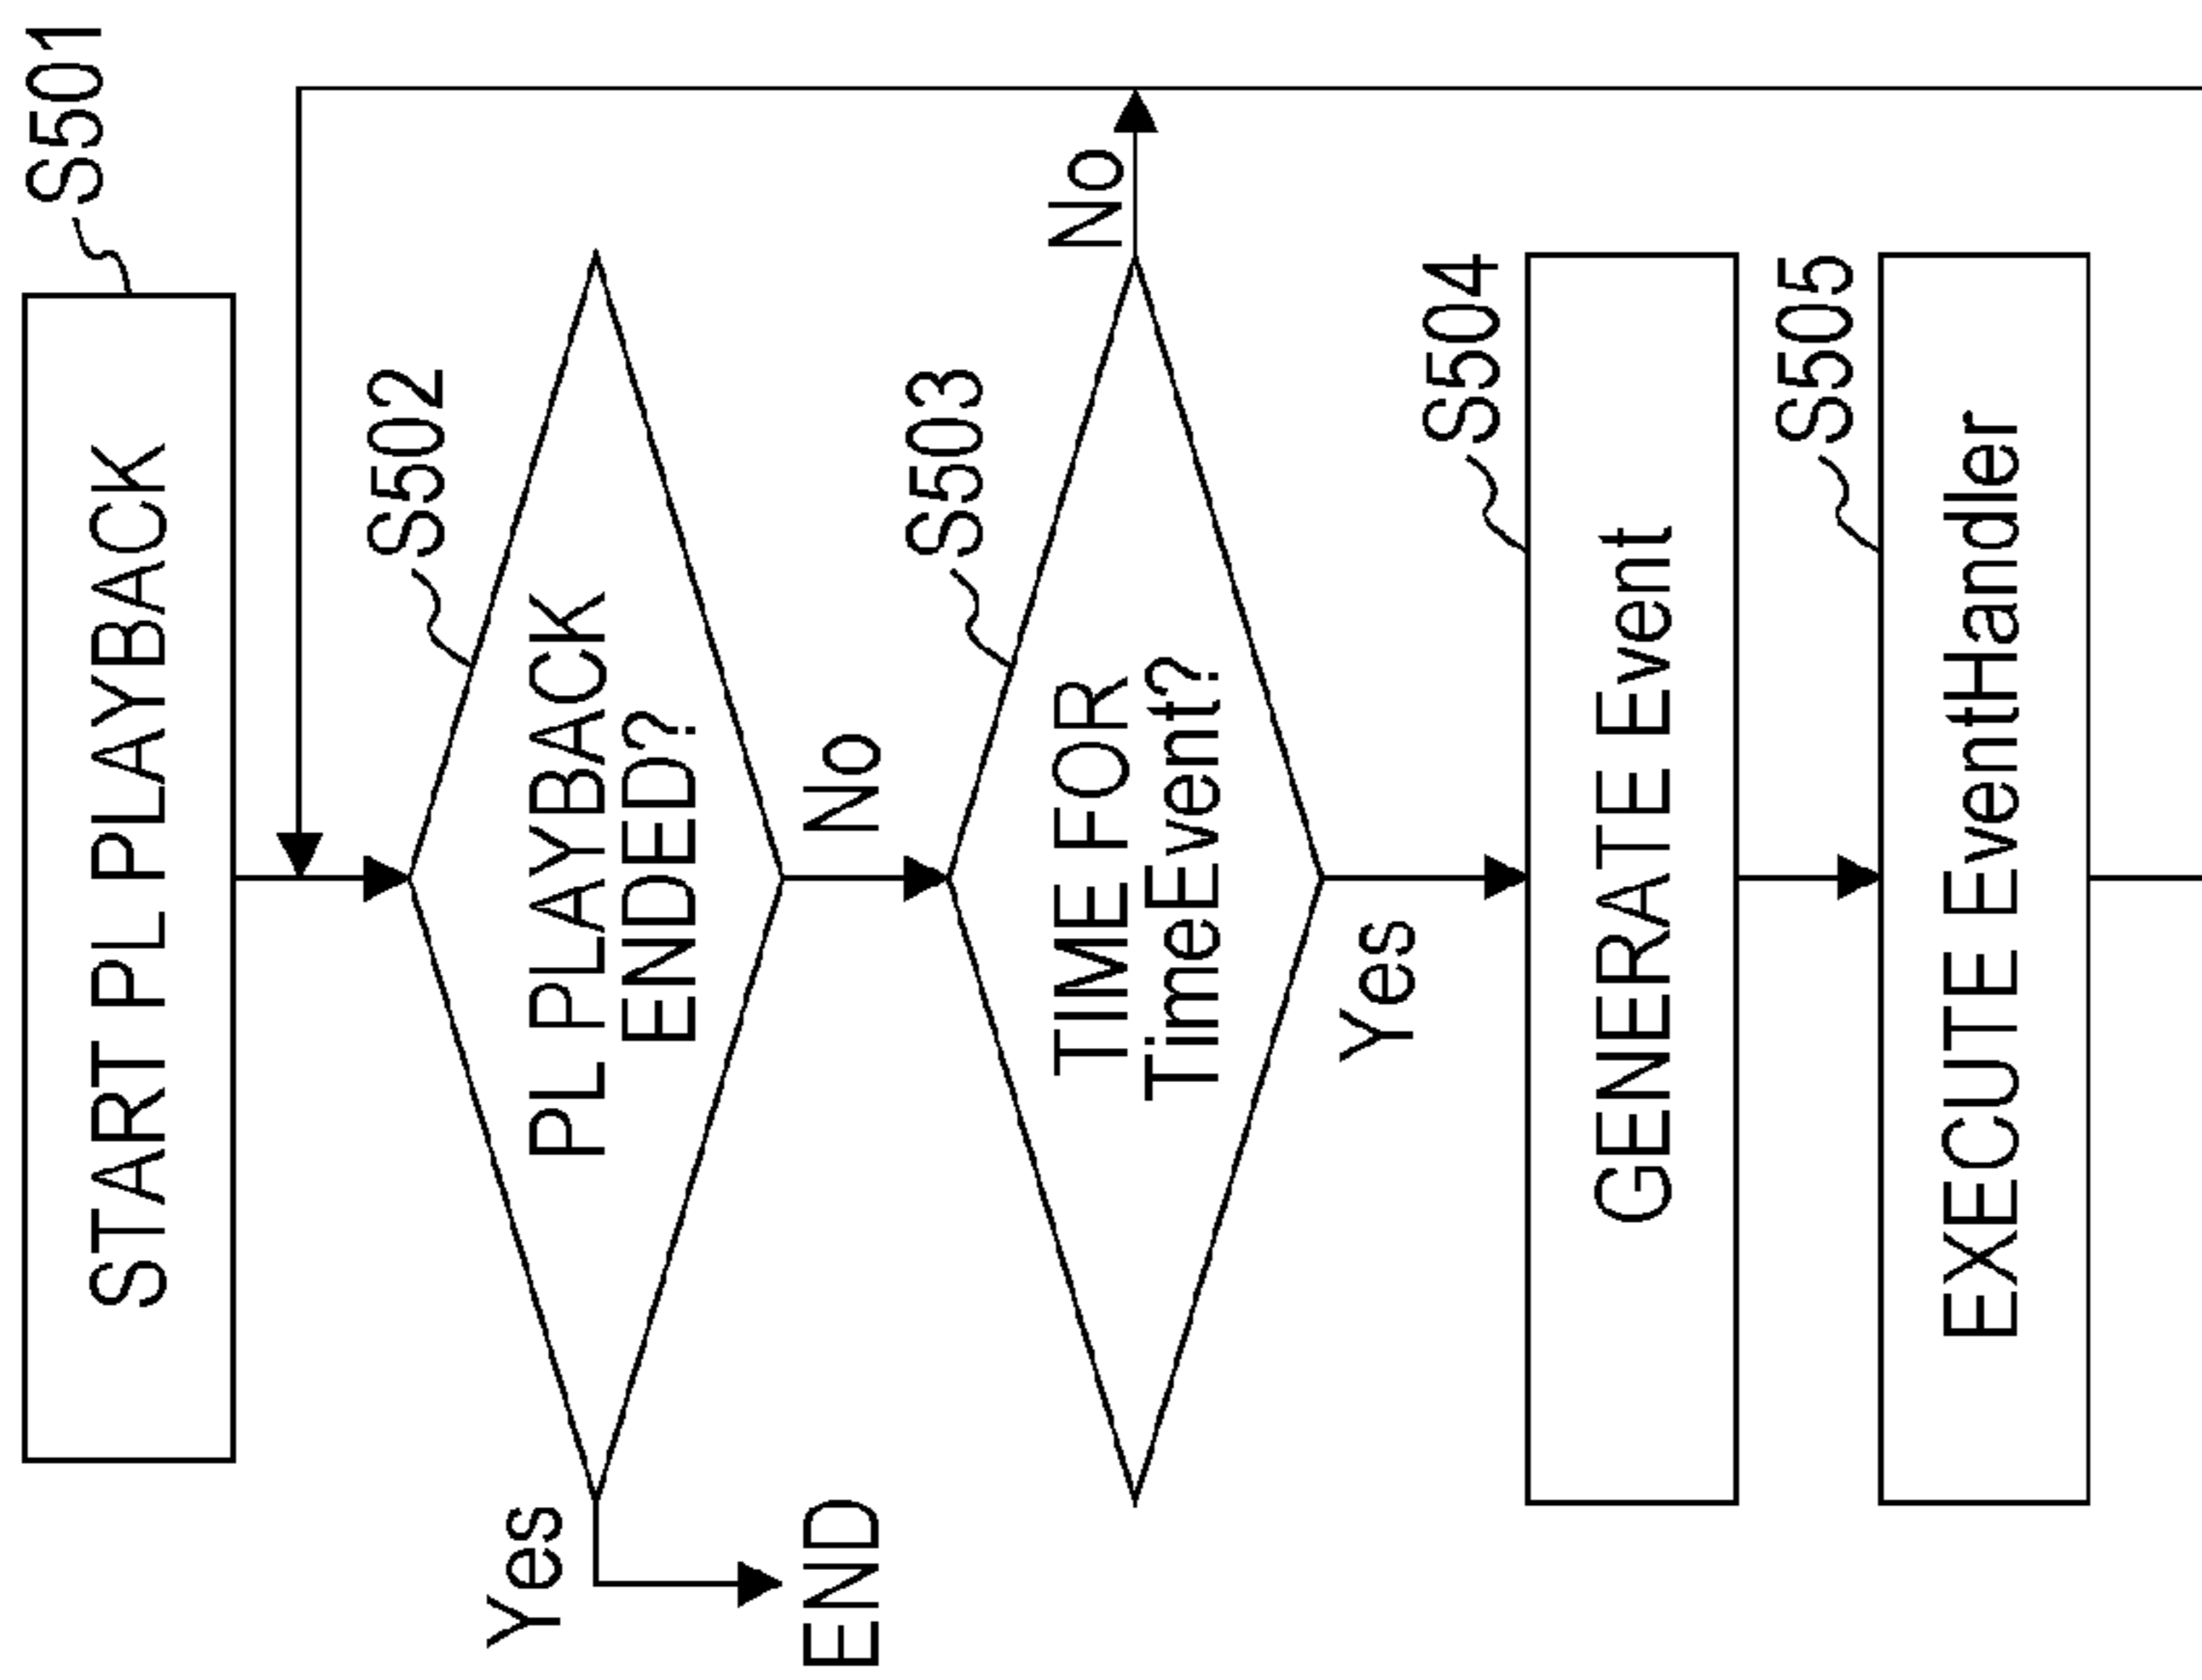 S501
START PL PLAYBACK
S502
PL PLAYBACK
ENDED?
Yes
No
END
S503
TIME FOR
TimeEvent?
No
Yes
S504
GENERATE Event
S505
EXECUTE EventHandler